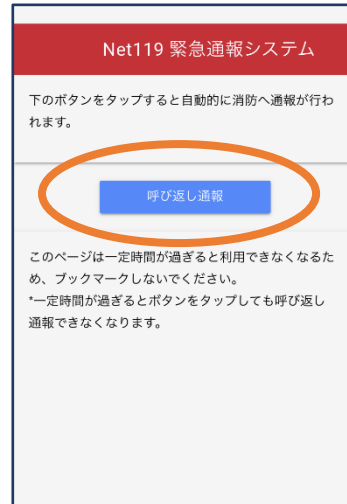 Net119 緊急通報システム
下のボタンをタップすると自動的に消防へ通報が行わ
れます。
呼び返し通報
このページは一定時間が過ぎると利用できなくなるた
め、ブックマークしないでください。
*一定時間が過ぎるとボタンをタップしても呼び返し
通報できなくなります。